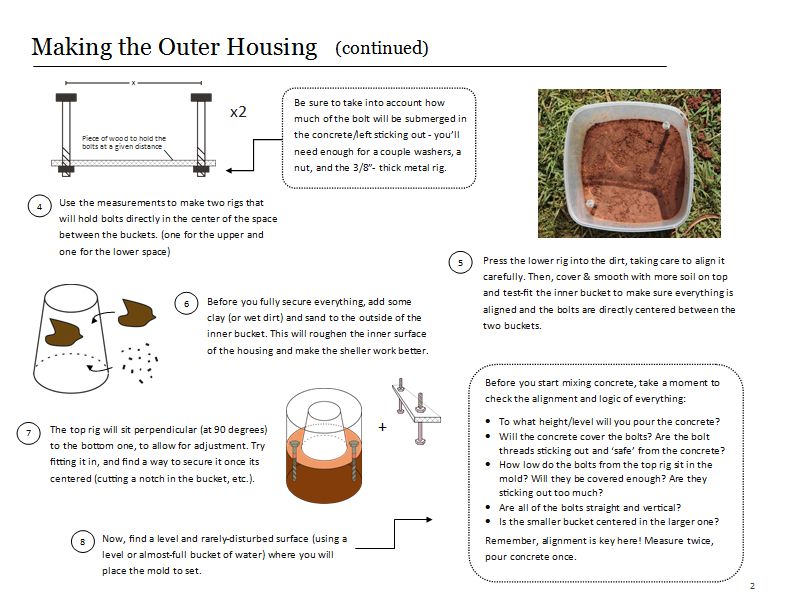 Making the Outer Housing (continued)
x
x2
Piece of wood to hold the
bolts at a given distance
Be sure to take into account how
much of the bolt will be submerged in
the concrete/left sticking out - you'll
need enough for a couple washers, a
nut, and the 3/8"- thick metal rig.
4
Use the measurements to make two rigs that
will hold bolts directly in the center of the space
between the buckets. (one for the upper and
one for the lower space)
5
Press the lower rig into the dirt, taking care to align it
carefully. Then, cover & smooth with more soil on top
and test-fit the inner bucket to make sure everything is
aligned and the bolts are directly centered between the
two buckets.
6
Before you fully secure everything, add some
clay (or wet dirt) and sand to the outside of the
inner bucket. This will roughen the inner surface
of the housing and make the sheller work better.
7
The top rig will sit perpendicular (at 90 degrees)
to the bottom one, to allow for adjustment. Try
fitting it in, and find a way to secure it once its
centered (cutting a notch in the bucket, etc.).
+
8
Now, find a level and rarely-disturbed surface (using a
level or almost-full bucket of water) where you will
place the mold to set.
Before you start mixing concrete, take a moment to
check the alignment and logic of everything:
• To what height/level will you pour the concrete?
• Will the concrete cover the bolts? Are the bolt
threads sticking out and 'safe' from the concrete?
• How low do the bolts from the top rig sit in the
mold? Will they be covered enough? Are they
sticking out too much?
• Are all of the bolts straight and vertical?
• Is the smaller bucket centered in the larger one?
Remember, alignment is key here! Measure twice,
pour concrete once.
2